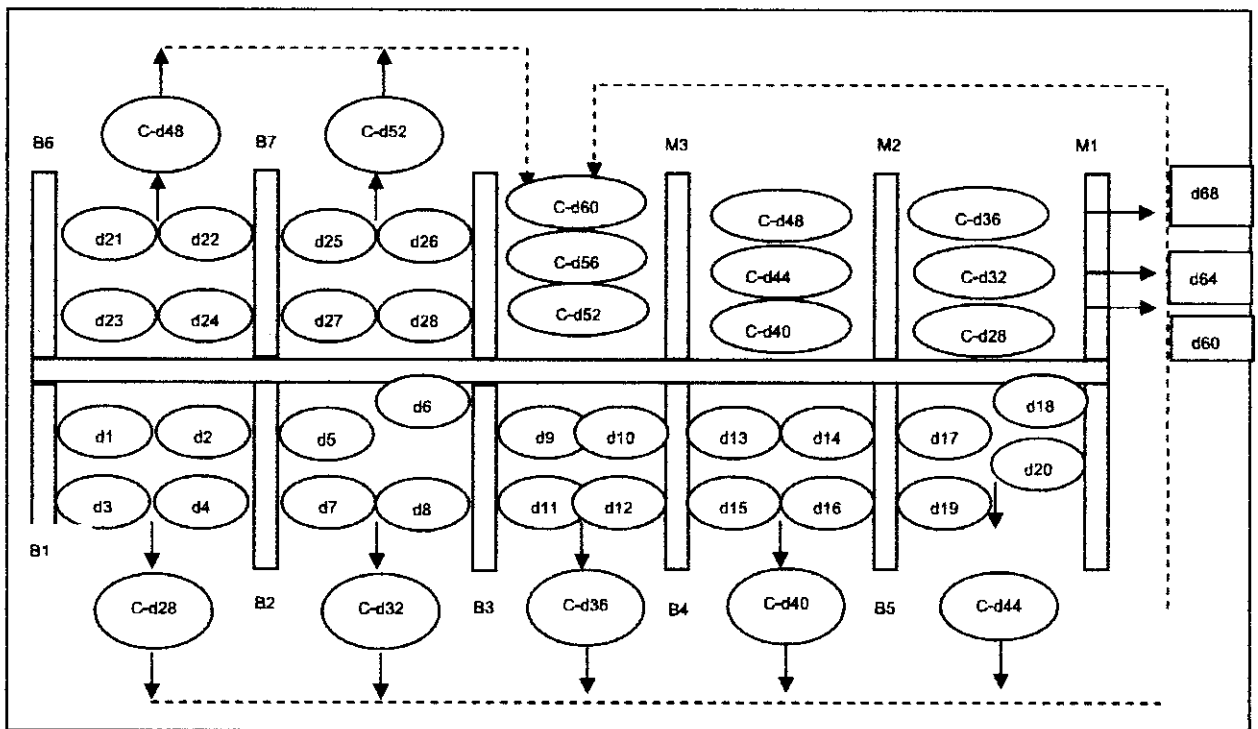 C-d48
C-d52
B6
B7
M3
M2
M1
d68
C-d60
C-d48
C-d36
d21
d22
d25
d26
C-d56
C-d44
C-d32
d64
d23
d24
d27
d28
C-d52
C-d40
C-d28
d60
d6
d18
d1
d2
d5
d9
d10
d13
d14
d17
d20
d3
d4
d7
d8
d11
d12
d15
d16
d19
B1
C-d28
B2
C-d32
B3
C-d36
B4
C-d40
B5
C-d44